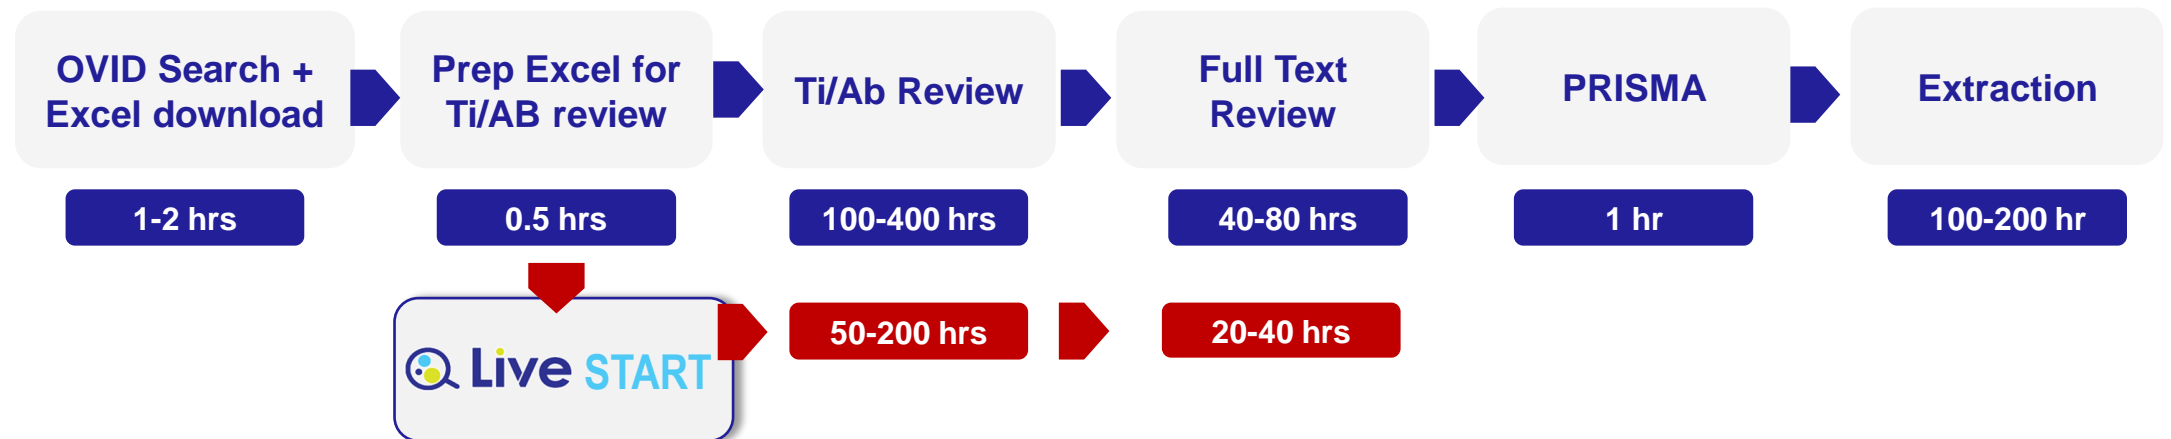 OVID Search +
Excel download
Prep Excel for
Ti/AB review
Ti/Ab Review
Full Text
Review
PRISMA
Extraction
1-2 hrs
0.5 hrs
100-400 hrs
40-80 hrs
1 hr
100-200 hr
Live START
50-200 hrs
20-40 hrs